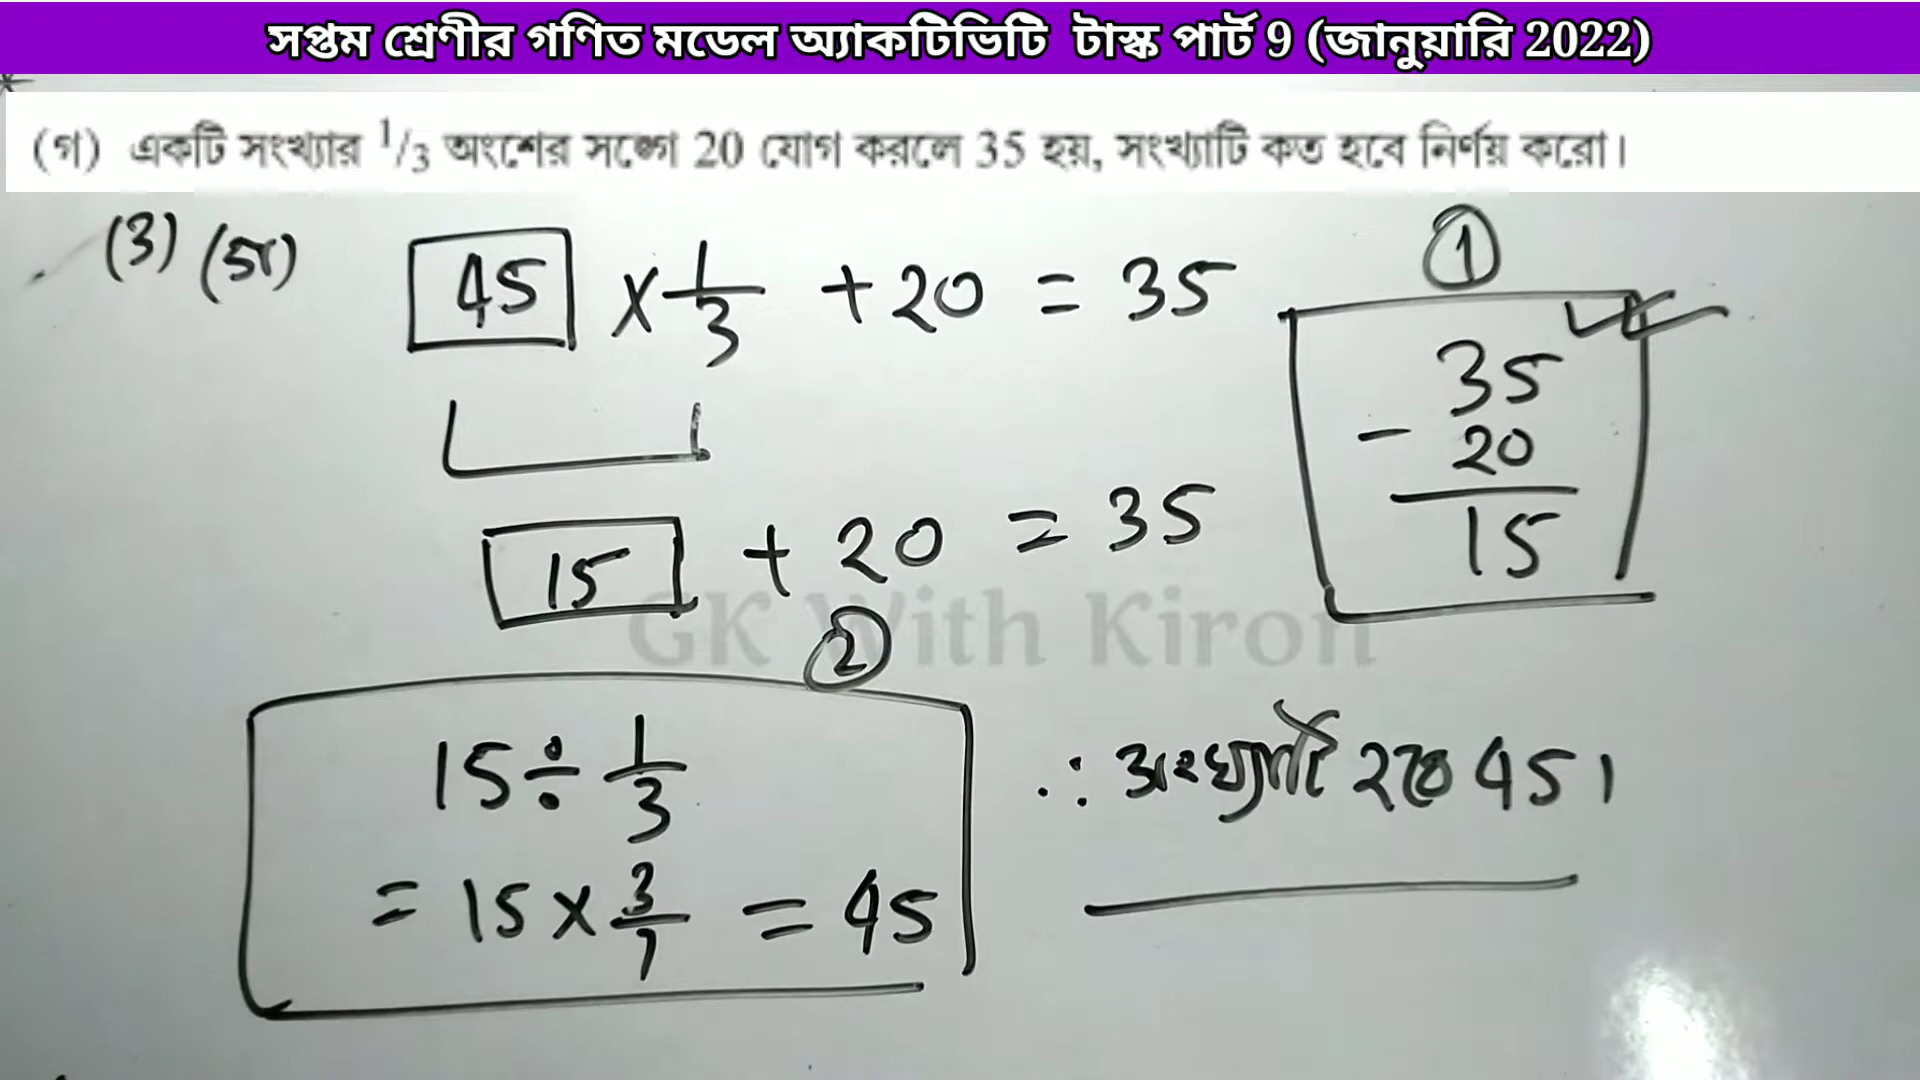 সপ্তম শ্রেণীর গণিত মডেল অ্যাকটিভিটি টাস্ক পার্ট 9 (জানুয়ারি 2022)
(গ) একটি সংখ্যার 1/3 অংশের সঙ্গে 20 যোগ করলে 35 হয়, সংখ্যাটি কত হবে নির্ণয় করো।
(3) (গ) 45 × 1/3 + 20 = 35
15 + 20 = 35
1
35
- 20
15
GK With Kiron
2
15 ÷ 1/3
= 15 × 3/1 = 45
∴ সংখ্যাটি হবে 45।